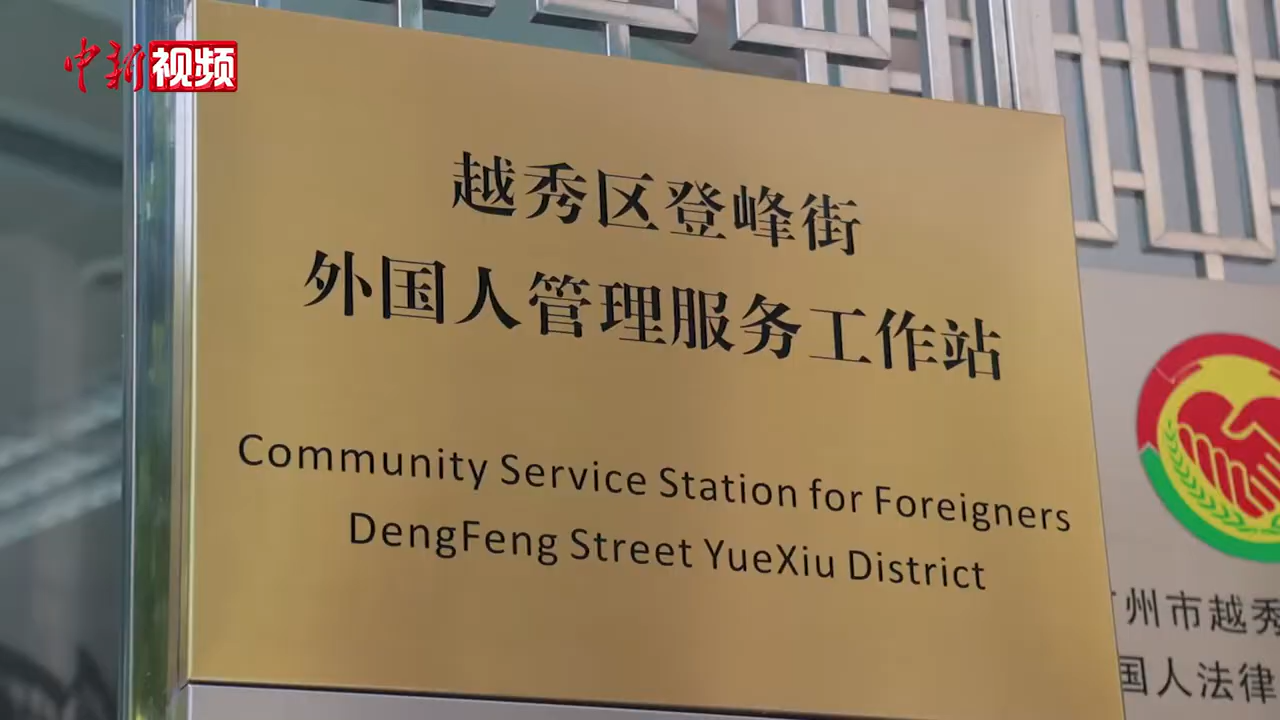 中新视频
越秀区登峰街
外国人管理服务工作站
Community Service Station for Foreigners
DengFeng Street YueXiu District
州市越秀
国人法律